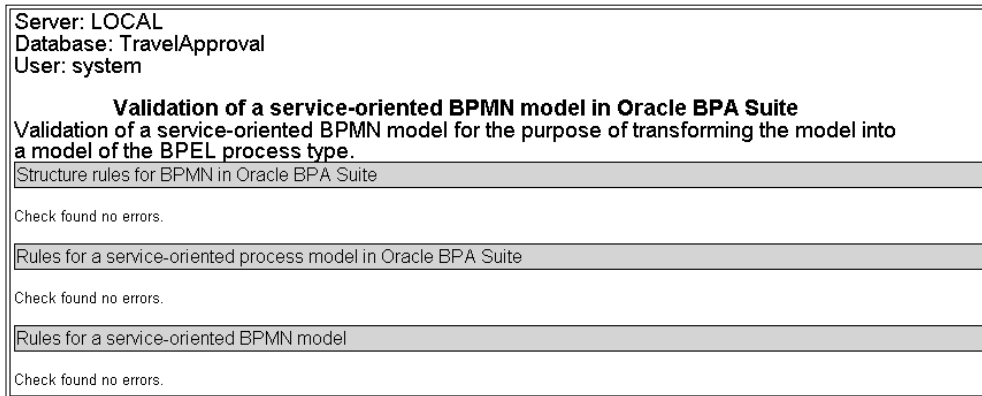 Server: LOCAL
Database: TravelApproval
User: system
Validation of a service-oriented BPMN model in Oracle BPA Suite
Validation of a service-oriented BPMN model for the purpose of transforming the model into
a model of the BPEL process type.
Structure rules for BPMN in Oracle BPA Suite
Check found no errors.
Rules for a service-oriented process model in Oracle BPA Suite
Check found no errors.
Rules for a service-oriented BPMN model
Check found no errors.